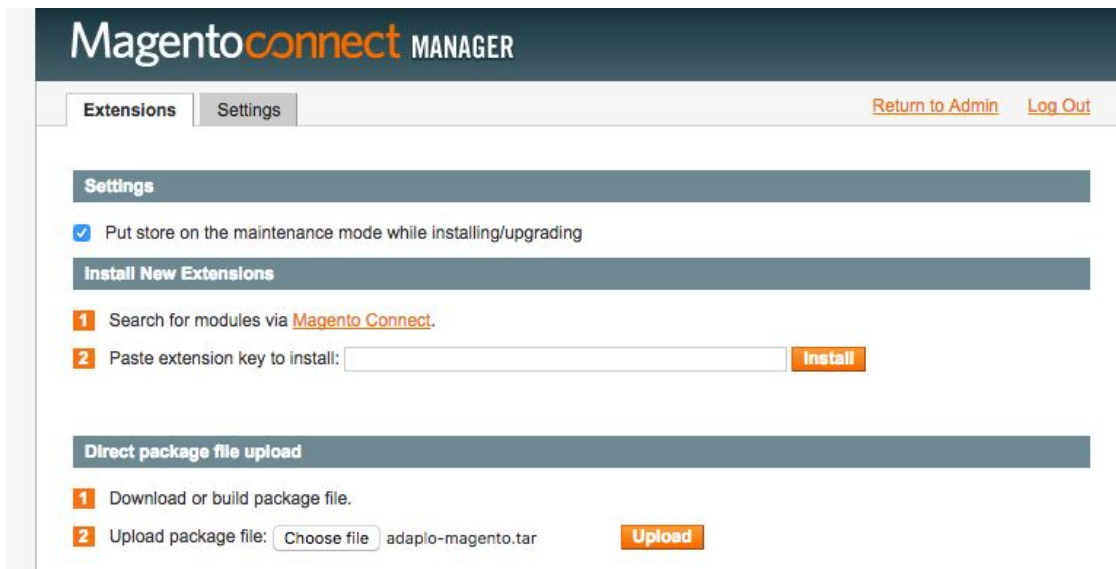 Magentoconnect MANAGER
Extensions Settings Return to Admin Log Out
Settings
Put store on the maintenance mode while installing/upgrading
Install New Extensions
1 Search for modules via Magento Connect.
2 Paste extension key to install: Install
Direct package file upload
1 Download or build package file.
2 Upload package file: Choose file adaplo-magento.tar Upload